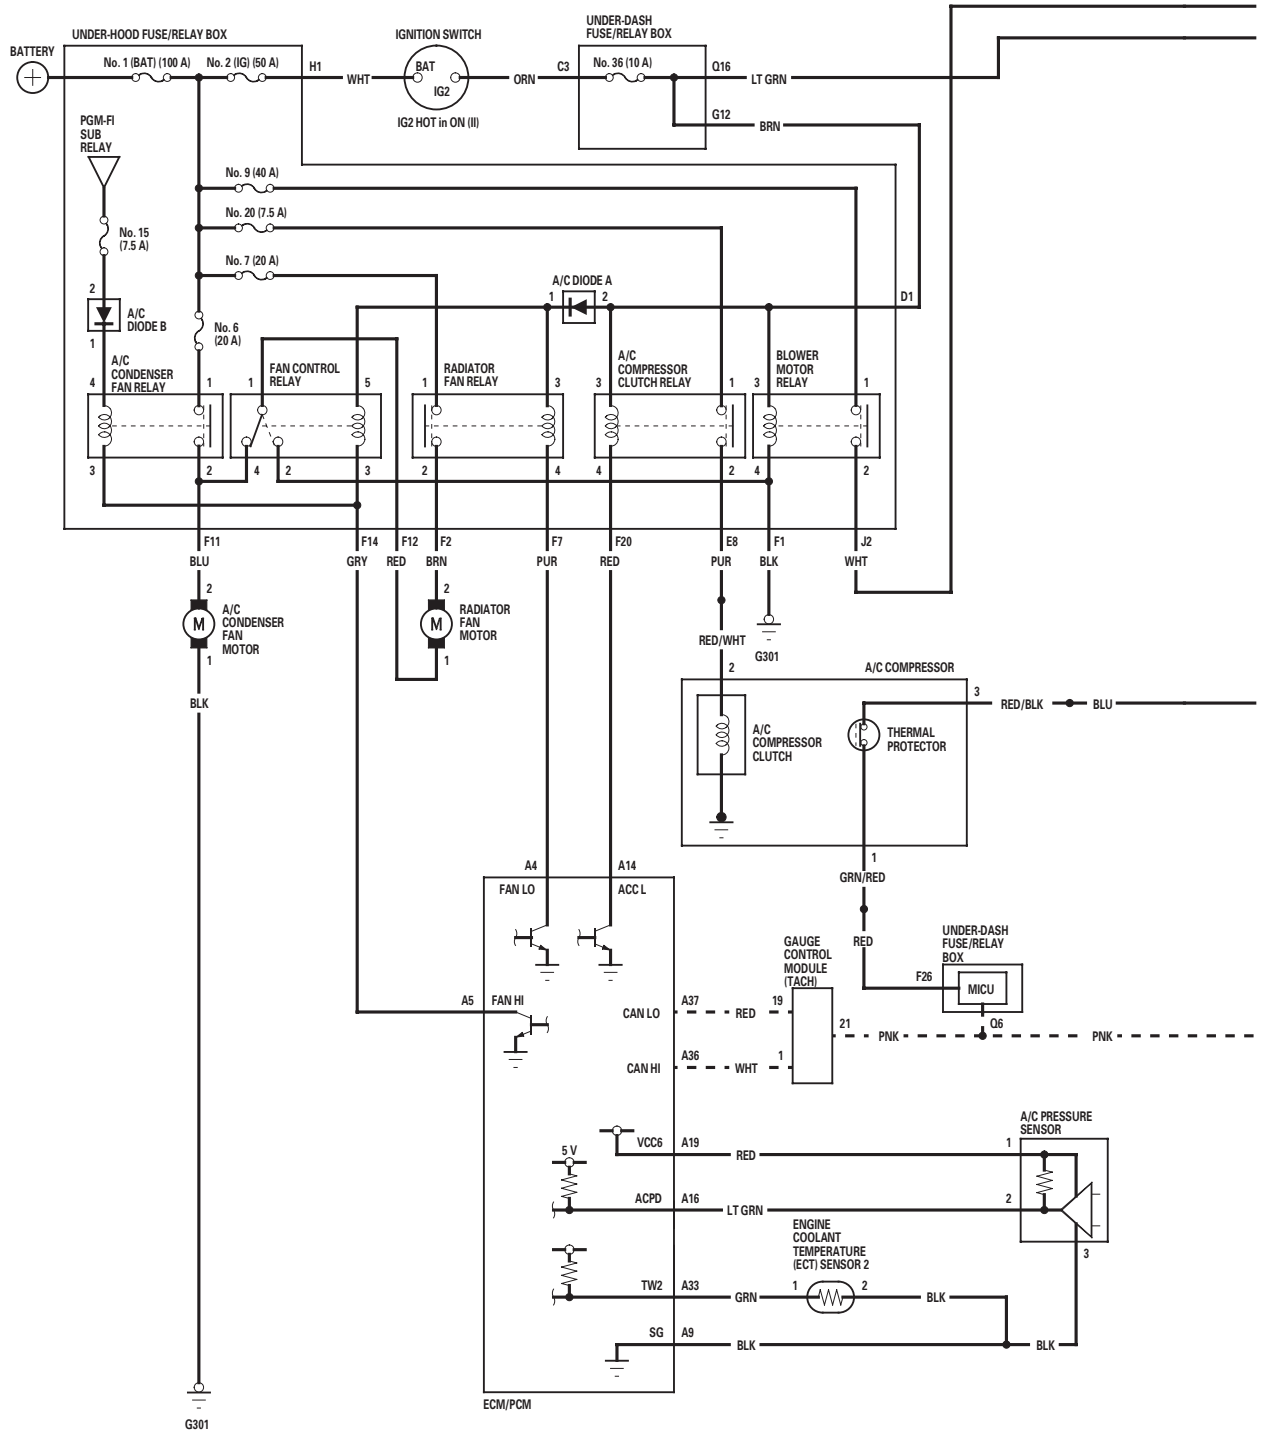 BATTERY
UNDER-HOOD FUSE/RELAY BOX
No. 1 (BAT) (100 A)
No. 2 (IG) (50 A)
H1
WHT
IGNITION SWITCH
BAT
IG2
IG2 HOT in ON (II)
ORN
C3
UNDER-DASH
FUSE/RELAY BOX
No. 36 (10 A)
Q16
LT GRN
G12
BRN
PGM-FI
SUB
RELAY
No. 9 (40 A)
No. 20 (7.5 A)
No. 7 (20 A)
No. 15
(7.5 A)
2
A/C
DIODE B
1
No. 6
(20 A)
A/C DIODE A
1
2
D1
A/C
CONDENSER
FAN RELAY
4
1
3
2
FAN CONTROL
RELAY
1
5
4
2
3
RADIATOR
FAN RELAY
1
3
2
4
A/C
COMPRESSOR
CLUTCH RELAY
3
1
4
2
BLOWER
MOTOR
RELAY
3
1
4
2
F11
F14
F12
F2
F7
F20
E8
F1
J2
BLU
GRY
RED
BRN
PUR
RED
PUR
BLK
WHT
2
M
A/C
CONDENSER
FAN
MOTOR
1
BLK
2
M
RADIATOR
FAN
MOTOR
1
RED/WHT
G301
2
A/C COMPRESSOR
A/C
COMPRESSOR
CLUTCH
THERMAL
PROTECTOR
3
RED/BLK
BLU
1
GRN/RED
RED
UNDER-DASH
FUSE/RELAY
BOX
F26
MICU
Q6
A4
A14
FAN LO
ACC L
A5
FAN HI
CAN LO
A37
RED
19
GAUGE
CONTROL
MODULE
(TACH)
21
PNK
PNK
CAN HI
A36
WHT
1
A/C PRESSURE
SENSOR
VCC6
A19
RED
1
5 V
ACPD
A16
LT GRN
2
3
ENGINE
COOLANT
TEMPERATURE
(ECT) SENSOR 2
TW2
A33
GRN
1
2
BLK
SG
A9
BLK
BLK
ECM/PCM
G301